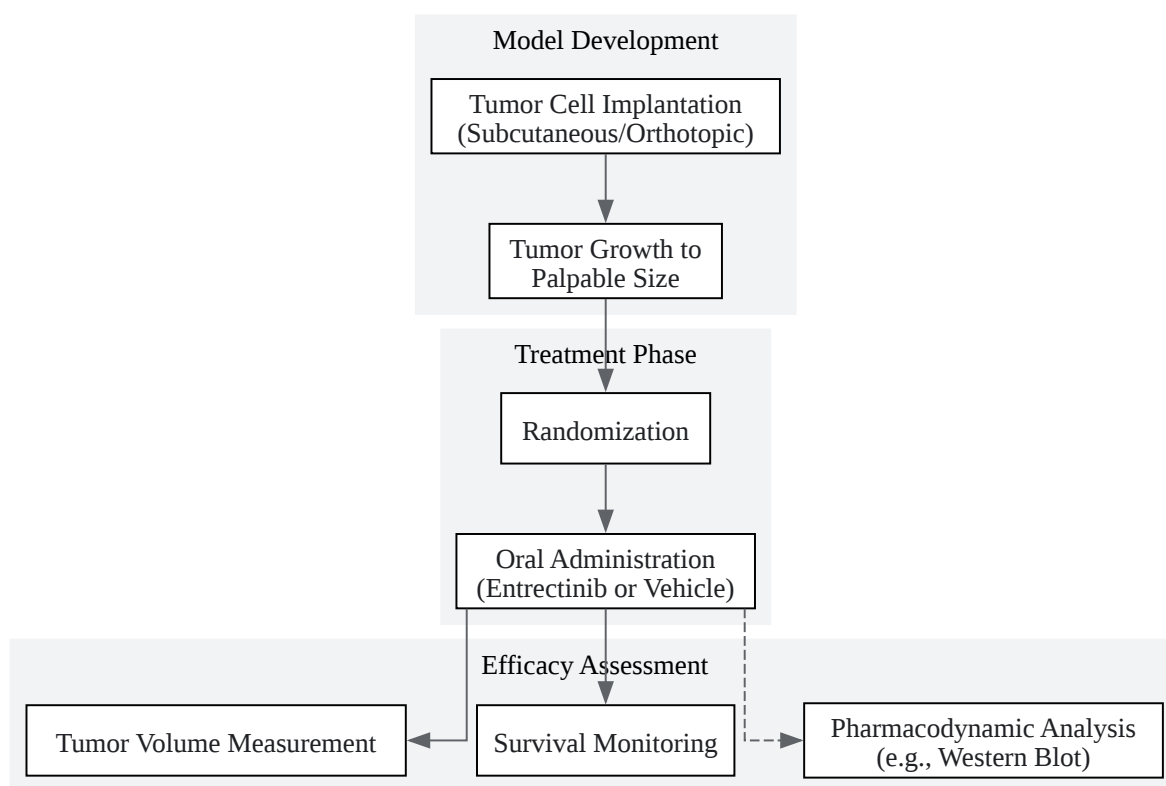 Model Development
Tumor Cell Implantation
(Subcutaneous/Orthotopic)
Tumor Growth to
Palpable Size
Treatment Phase
Randomization
Oral Administration
(Entrectinib or Vehicle)
Efficacy Assessment
Tumor Volume Measurement
Survival Monitoring
Pharmacodynamic Analysis
(e.g., Western Blot)